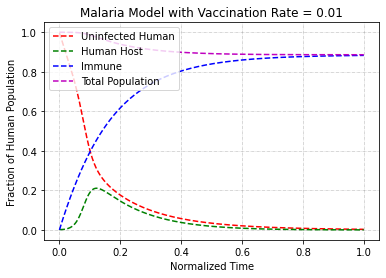 Malaria Model with Vaccination Rate = 0.01
Fraction of Human Population
1.0
0.8
0.6
0.4
0.2
0.0
Uninfected Human
Human Host
Immune
Total Population
0.0 0.2 0.4 0.6 0.8 1.0
Normalized Time